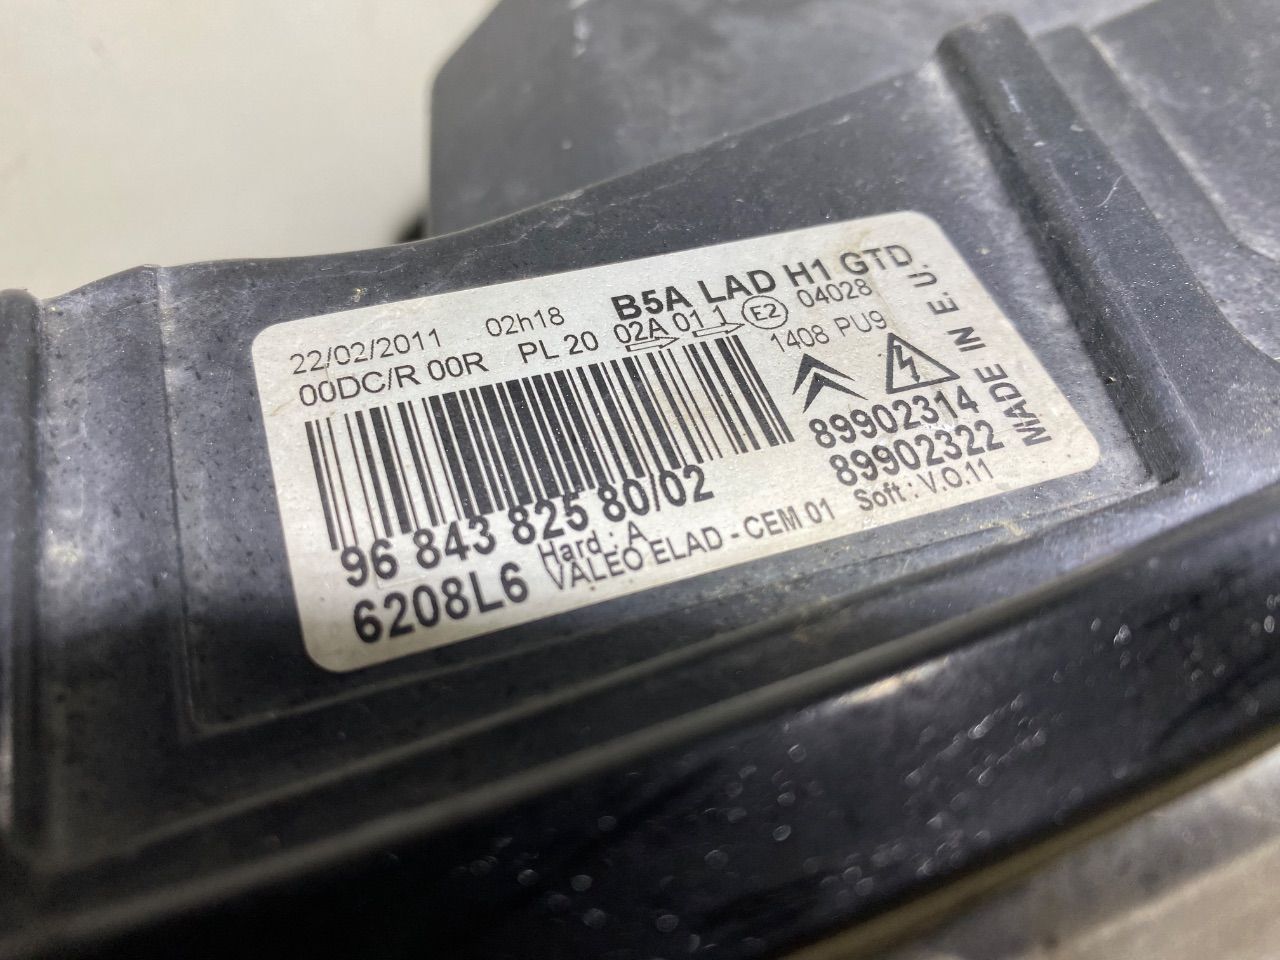 B5A LAD H1 GTD
22/02/2011 02h18
02A 01 1 E2 04028
00DC/R 00R PL 20
1408 PU9
89902314
89902322
MADE IN E.U.
96 843 825 80/02
Hard : A
Soft : V.O.11
6208L6
VALEO ELAD - CEM 01